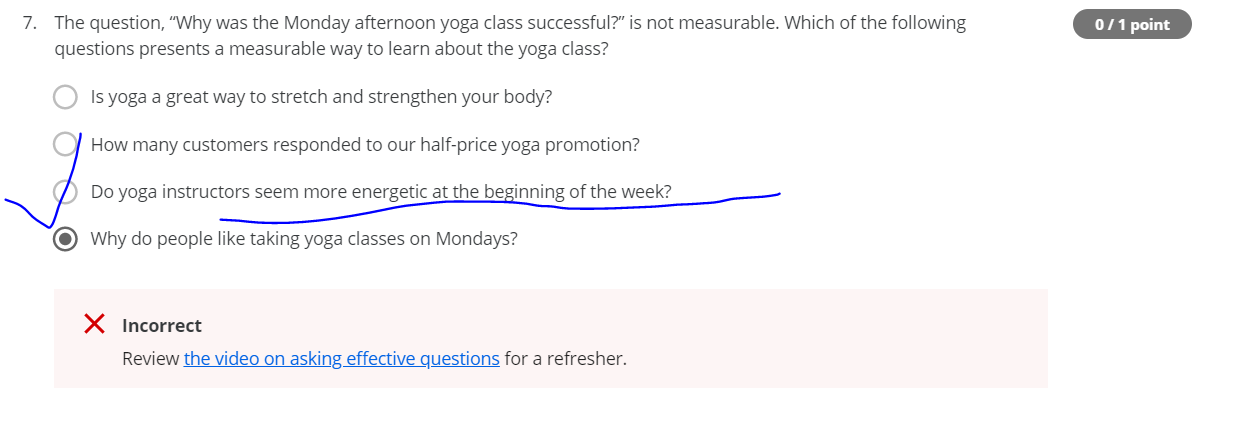 7. The question, “Why was the Monday afternoon yoga class successful?” is not measurable. Which of the following
questions presents a measurable way to learn about the yoga class?
0 / 1 point
Is yoga a great way to stretch and strengthen your body?
How many customers responded to our half-price yoga promotion?
Do yoga instructors seem more energetic at the beginning of the week?
Why do people like taking yoga classes on Mondays?
Incorrect
Review the video on asking effective questions for a refresher.